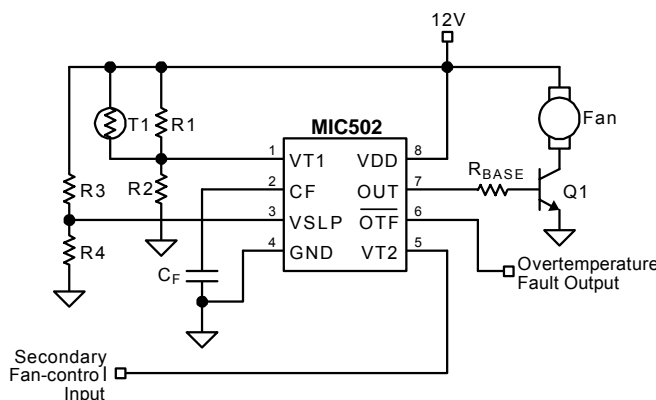 12V
T1
R1
MIC502
Fan
1
VT1
VDD
8
R3
R2
2
CF
OUT
7
RBASE
Q1
3
VSLP
OTF
6
R4
4
GND
VT2
5
CF
Overtemperature
Fault Output
Secondary
Fan-control
Input